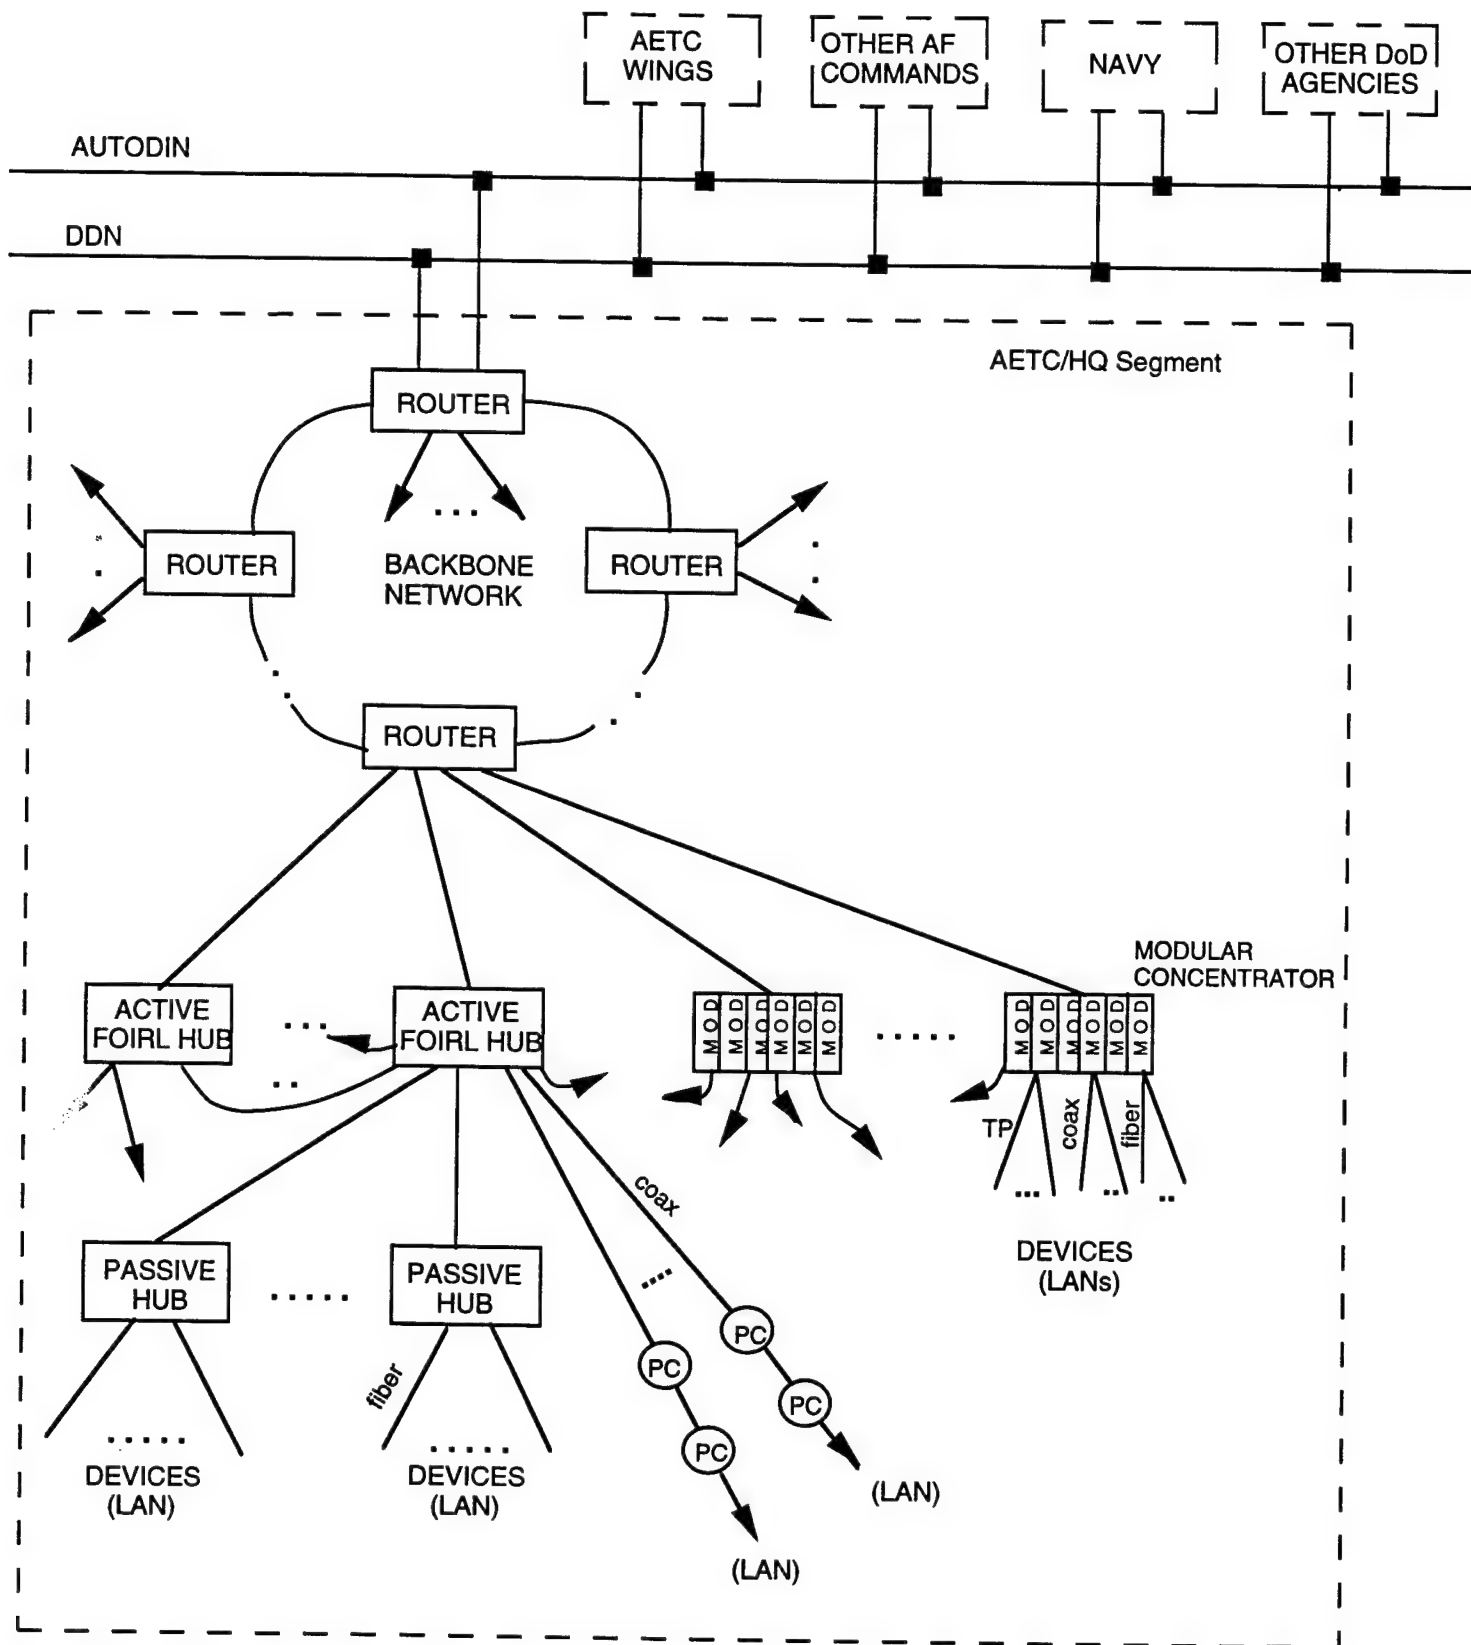 AETC
WINGS
OTHER AF
COMMANDS
NAVY
OTHER DoD
AGENCIES
AUTODIN
DDN
AETC/HQ Segment
ROUTER
ROUTER
BACKBONE
NETWORK
ROUTER
ROUTER
MODULAR
CONCENTRATOR
ACTIVE
FOIRL HUB
ACTIVE
FOIRL HUB
MOD
MOD
MOD
MOD
MOD
MOD
MOD
MOD
MOD
MOD
TP
coax
fiber
coax
DEVICES
(LANs)
PASSIVE
HUB
PASSIVE
HUB
PC
PC
fiber
PC
PC
DEVICES
(LAN)
DEVICES
(LAN)
(LAN)
(LAN)